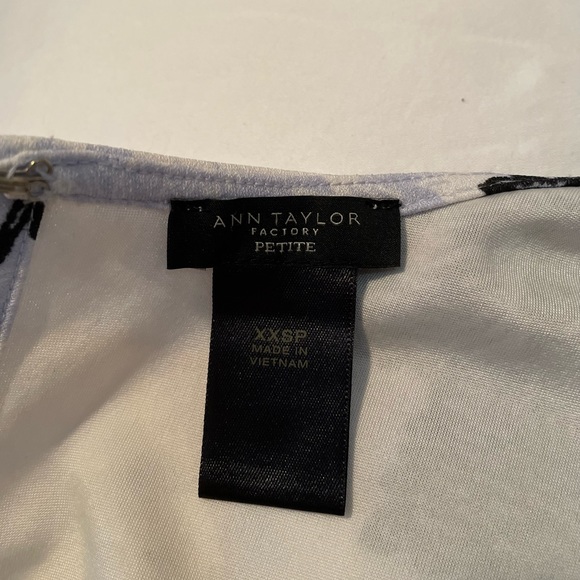 ANN TAYLOR
FACTORY
PETITE
XXSP
MADE IN
VIETNAM